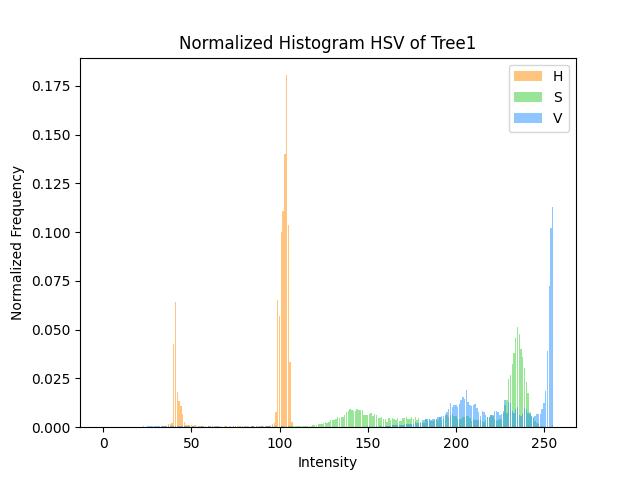 Normalized Histogram HSV of Tree1
H
S
V
Normalized Frequency
0.175
0.150
0.125
0.100
0.075
0.050
0.025
0.000
0 50 100 150 200 250
Intensity